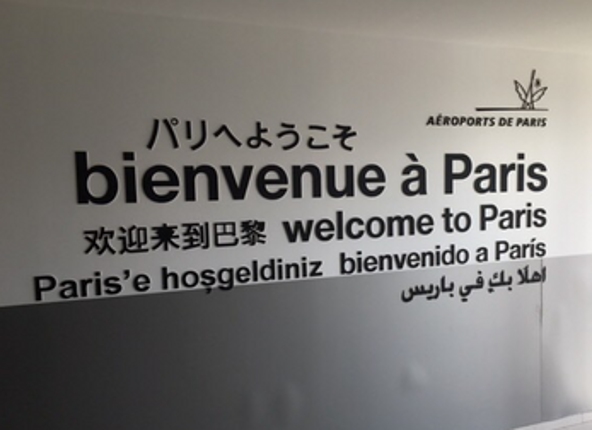 AÉROPORTS DE PARIS
パリへようこそ
bienvenue à Paris
欢迎来到巴黎 welcome to Paris
Paris'e hoşgeldiniz bienvenido a París
اهلًا بكَ في باريس